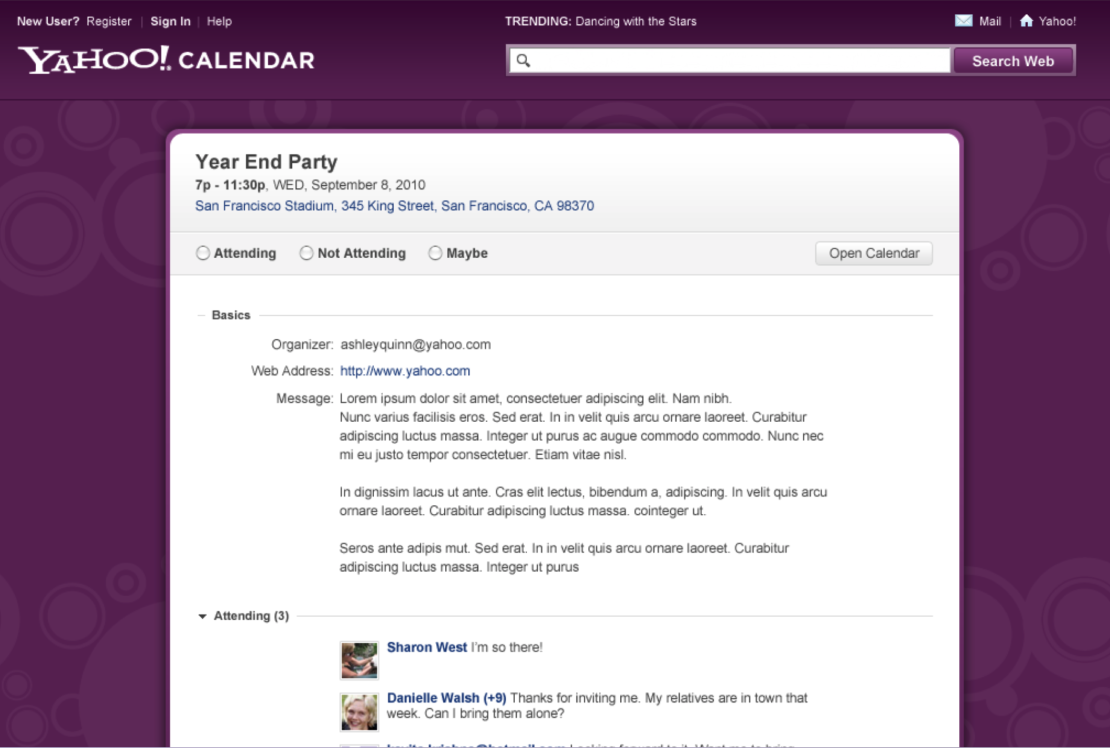 New User? Register | Sign In | Help
TRENDING: Dancing with the Stars
Mail | Yahoo!
YAHOO! CALENDAR
Search Web
Year End Party
7p - 11:30p, WED, September 8, 2010
San Francisco Stadium, 345 King Street, San Francisco, CA 98370
Attending Not Attending Maybe
Open Calendar
Basics
Organizer: ashleyquinn@yahoo.com
Web Address: http://www.yahoo.com
Message: Lorem ipsum dolor sit amet, consectetuer adipiscing elit. Nam nibh.
Nunc varius facilisis eros. Sed erat. In in velit quis arcu ornare laoreet. Curabitur
adipiscing luctus massa. Integer ut purus ac augue commodo commodo. Nunc nec
mi eu justo tempor consectetuer. Etiam vitae nisl.
In dignissim lacus ut ante. Cras elit lectus, bibendum a, adipiscing. In velit quis arcu
ornare laoreet. Curabitur adipiscing luctus massa. cointeger ut.
Seros ante adipis mut. Sed erat. In in velit quis arcu ornare laoreet. Curabitur
adipiscing luctus massa. Integer ut purus
Attending (3)
Sharon West I'm so there!
Danielle Walsh (+9) Thanks for inviting me. My relatives are in town that
week. Can I bring them alone?